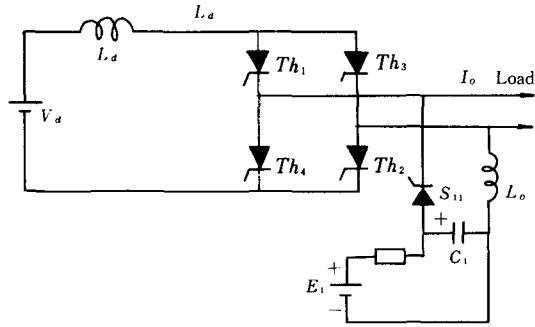 L_d
L_d
Th_1
Th_3
I_o Load
V_d
Th_4
Th_2
S_11
L_o
+
C_1
+
E_1
−